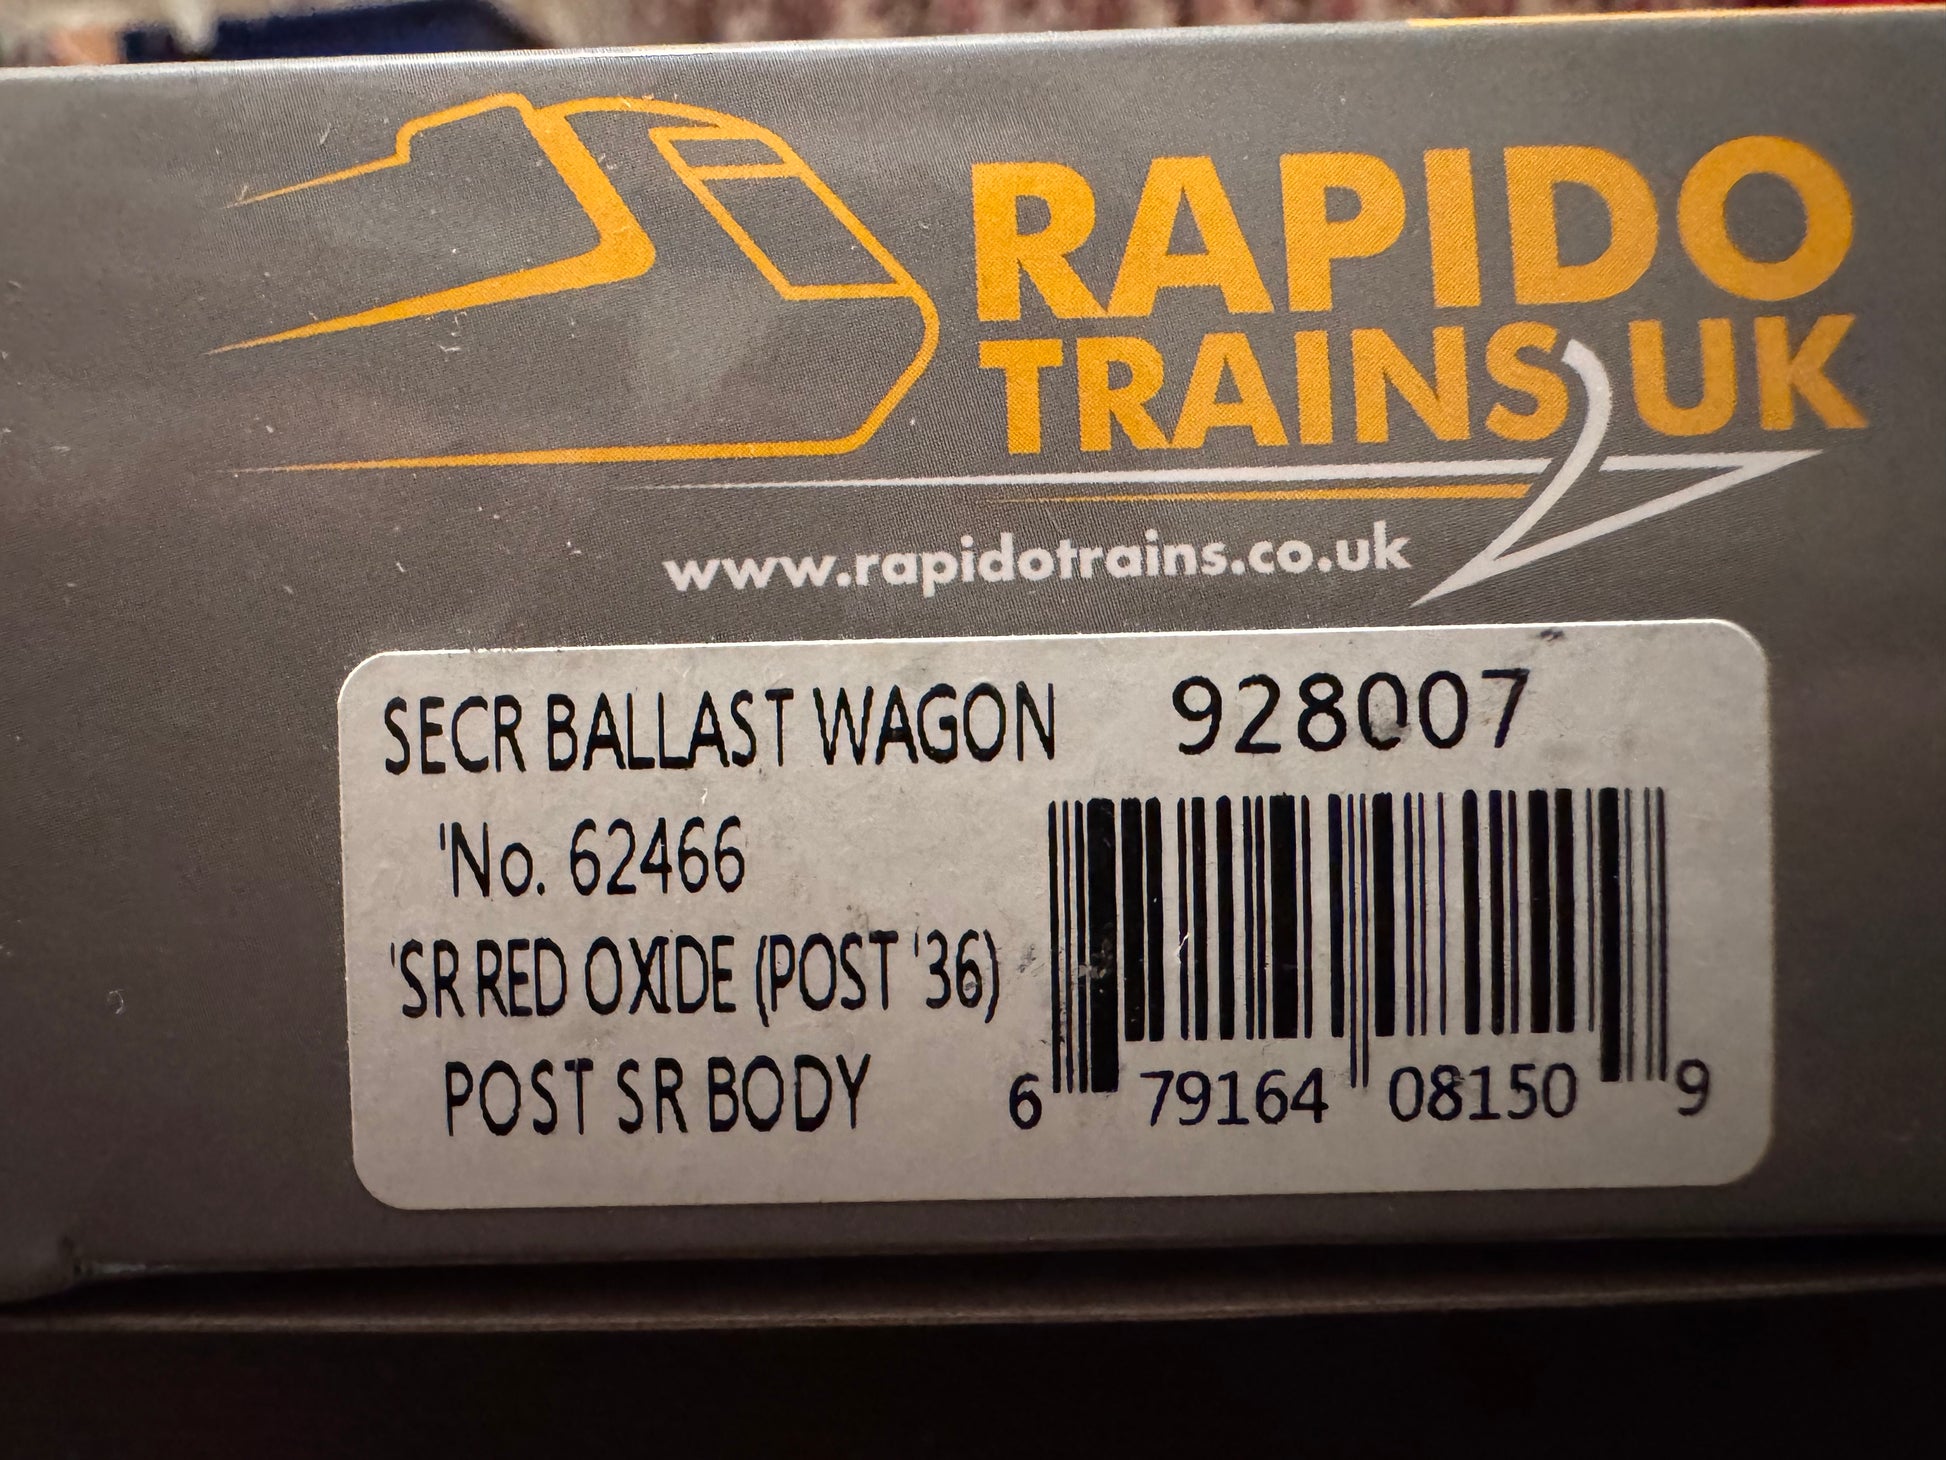 RAPIDO
TRAINS UK
www.rapidotrains.co.uk
SECR BALLAST WAGON 928007
'No. 62466
'SR RED OXIDE (POST '36)
POST SR BODY
6 79164 08150 9